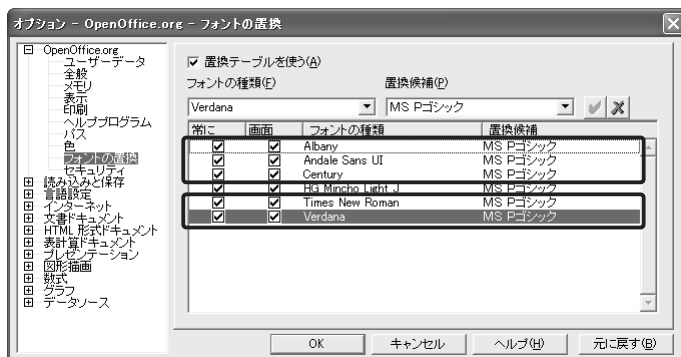 オプション - OpenOffice.org - フォントの置換
OpenOffice.org
ユーザーデータ
全般
メモリ
表示
印刷
ヘルププログラム
パス
色
フォントの置換
セキュリティ
読み込みと保存
言語設定
インターネット
文書ドキュメント
HTML 形式ドキュメント
表計算ドキュメント
プレゼンテーション
図形描画
数式
グラフ
データソース
置換テーブルを使う(A)
フォントの種類(F) 置換候補(P)
Verdana MS Pゴシック
常に 画面 フォントの種類 置換候補
Albany MS Pゴシック
Andale Sans UI MS Pゴシック
Century MS Pゴシック
HG Mincho Light J MS Pゴシック
Times New Roman MS Pゴシック
Verdana MS Pゴシック
OK キャンセル ヘルプ(H) 元に戻す(B)